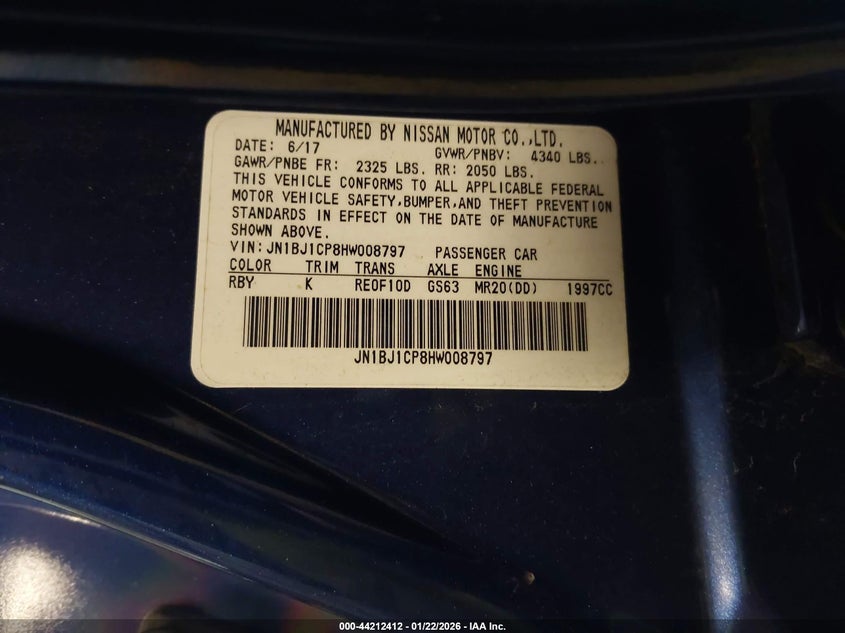 MANUFACTURED BY NISSAN MOTOR CO.,LTD.
DATE: 6/17 GVWR/PNBV: 4340 LBS.
GAWR/PNBE FR: 2325 LBS. RR: 2050 LBS.
THIS VEHICLE CONFORMS TO ALL APPLICABLE FEDERAL
MOTOR VEHICLE SAFETY,BUMPER,AND THEFT PREVENTION
STANDARDS IN EFFECT ON THE DATE OF MANUFACTURE
SHOWN ABOVE.
VIN:JN1BJ1CP8HW008797 PASSENGER CAR
COLOR TRIM TRANS AXLE ENGINE
RBY K RE0F10D GS63 MR20(DD) 1997CC
JN1BJ1CP8HW008797
000-44212412 - 01/22/2026 - IAA Inc.